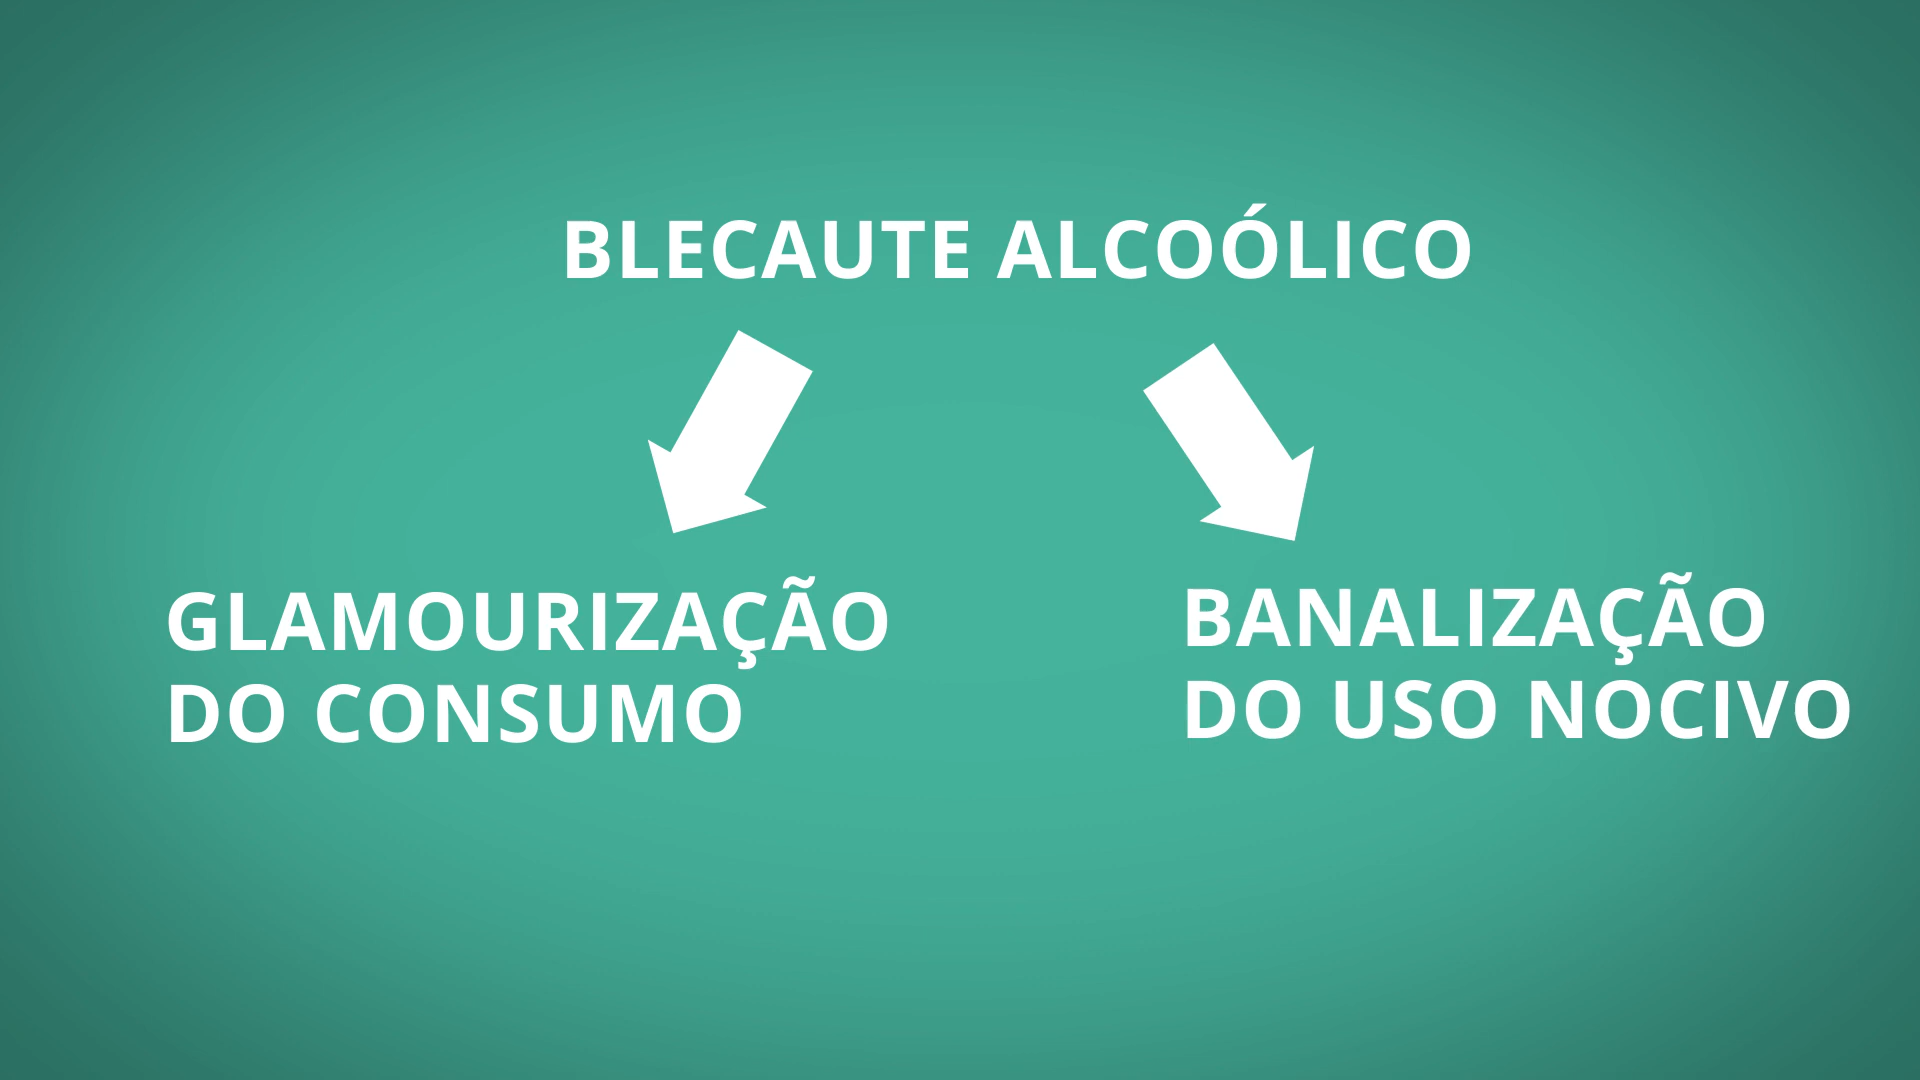 BLECAUTE ALCOÓLICO
GLAMOURIZAÇÃO
DO CONSUMO
BANALIZAÇÃO
DO USO NOCIVO